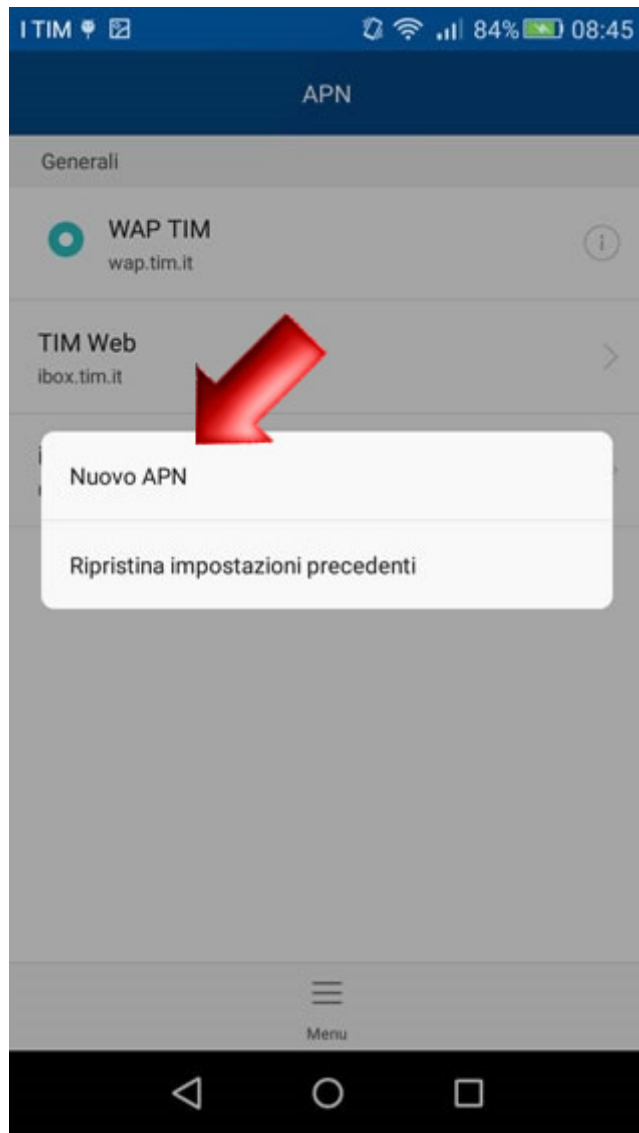 I TIM 84% 08:45
APN
Generali
WAP TIM
wap.tim.it
TIM Web
ibox.tim.it
Nuovo APN
Ripristina impostazioni precedenti
Menu